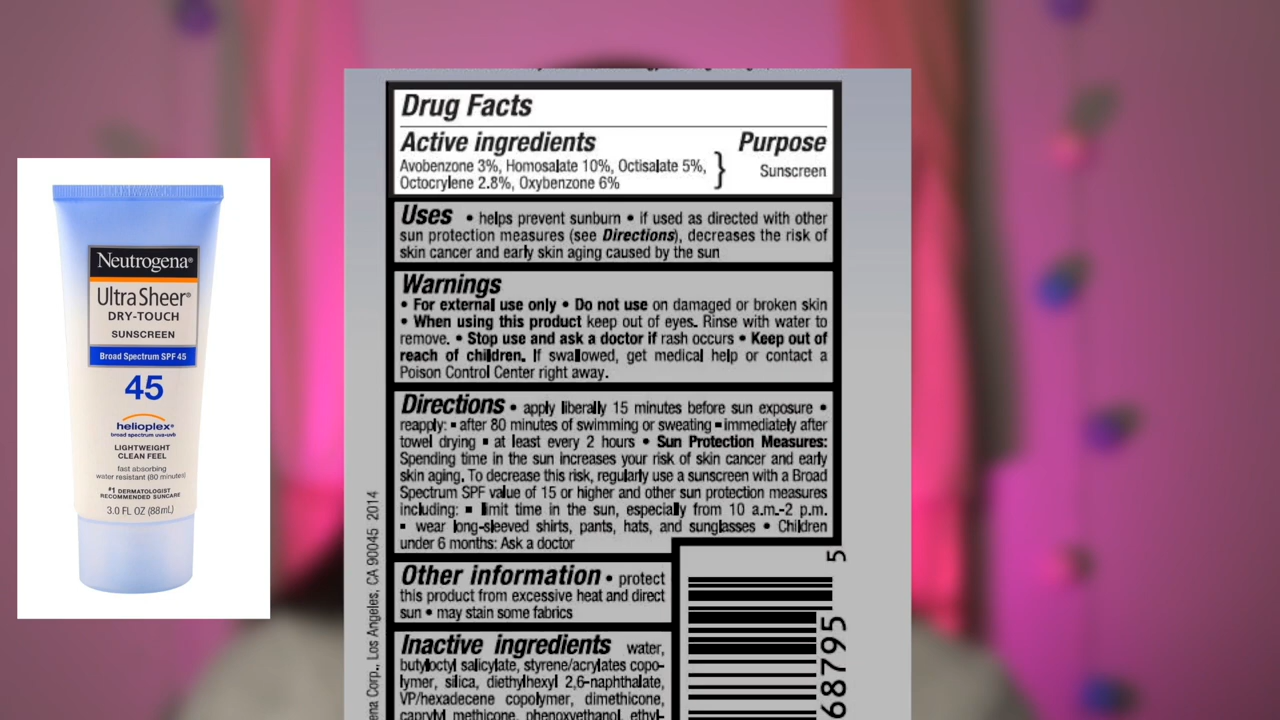 Neutrogena®
Ultra Sheer®
DRY-TOUCH
SUNSCREEN
Broad Spectrum SPF 45
45
helioplex®
broad spectrum uva•uvb
LIGHTWEIGHT
CLEAN FEEL
fast absorbing
water resistant (80 minutes)
#1 DERMATOLOGIST
RECOMMENDED SUNCARE
3.0 FL OZ (88mL)
Drug Facts
Active ingredients Purpose
Avobenzone 3%, Homosalate 10%, Octisalate 5%,
Octocrylene 2.8%, Oxybenzone 6%
Sunscreen
Uses • helps prevent sunburn • if used as directed with other
sun protection measures (see Directions), decreases the risk of
skin cancer and early skin aging caused by the sun
Warnings
• For external use only • Do not use on damaged or broken skin
• When using this product keep out of eyes. Rinse with water to
remove. • Stop use and ask a doctor if rash occurs • Keep out of
reach of children. If swallowed, get medical help or contact a
Poison Control Center right away.
Directions • apply liberally 15 minutes before sun exposure •
reapply: ▪ after 80 minutes of swimming or sweating ▪ immediately after
towel drying ▪ at least every 2 hours • Sun Protection Measures:
Spending time in the sun increases your risk of skin cancer and early
skin aging. To decrease this risk, regularly use a sunscreen with a Broad
Spectrum SPF value of 15 or higher and other sun protection measures
including: ▪ limit time in the sun, especially from 10 a.m.-2 p.m.
▪ wear long-sleeved shirts, pants, hats, and sunglasses • Children
under 6 months: Ask a doctor
Other information • protect
this product from excessive heat and direct
sun • may stain some fabrics
Inactive ingredients water,
butyloctyl salicylate, styrene/acrylates copo-
lymer, silica, diethylhexyl 2,6-naphthalate,
VP/hexadecene copolymer, dimethicone,
caprylyl methicone, phenoxyethanol, ethyl-
Corp., Los Angeles, CA 90045 2014
68795 5